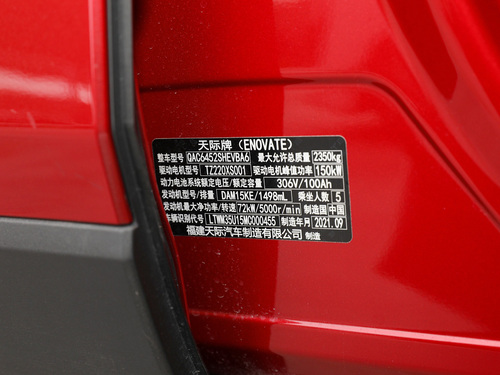 天际牌（ENOVATE）
整车型号 QAC6452SHEVBA6 最大允许总质量 2350kg
驱动电机型号 TZ220XS001 驱动电机峰值功率 150kW
动力电池系统额定电压/额定容量 306V/100Ah
发动机型号/排量 DAM15KE/1498mL 乘坐人数 5
发动机最大净功率/转速 72kW/5000r/min 制造国 中国
车辆识别代号 LTWM35U15MC000455 制造年月 2021.09
福建天际汽车制造有限公司 制造